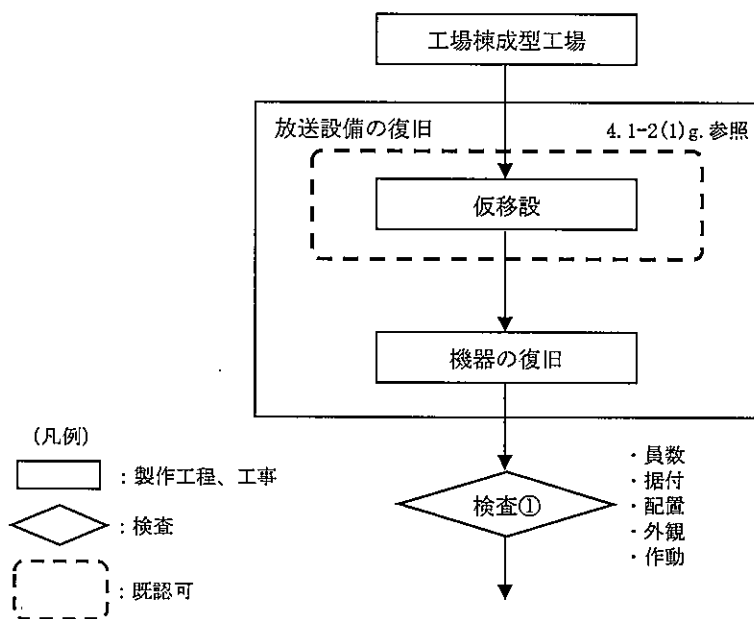 工場棟成型工場
放送設備の復旧
4.1-2(1)g.参照
仮移設
機器の復旧
検査①
・員数
・据付
・配置
・外観
・作動
(凡例)
：製作工程、工事
：検査
：既認可